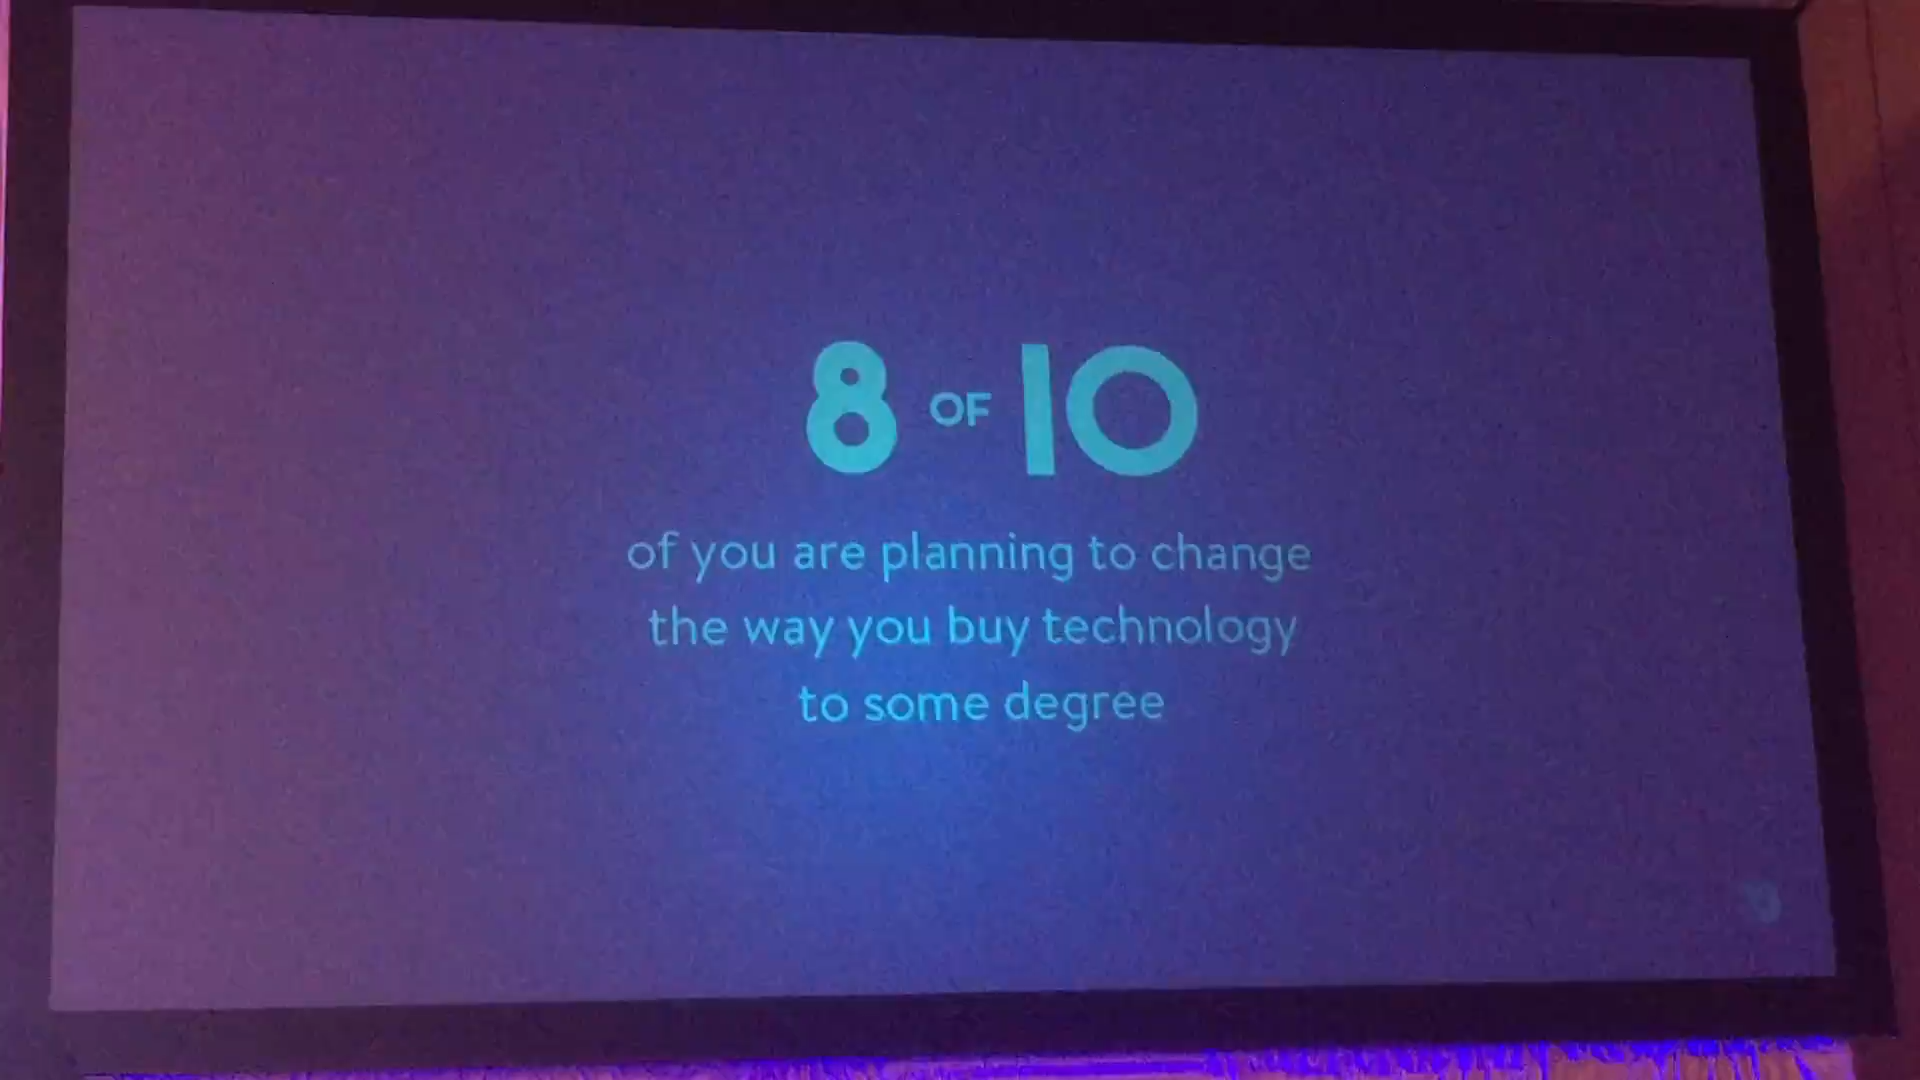 8 OF 10
of you are planning to change
the way you buy technology
to some degree